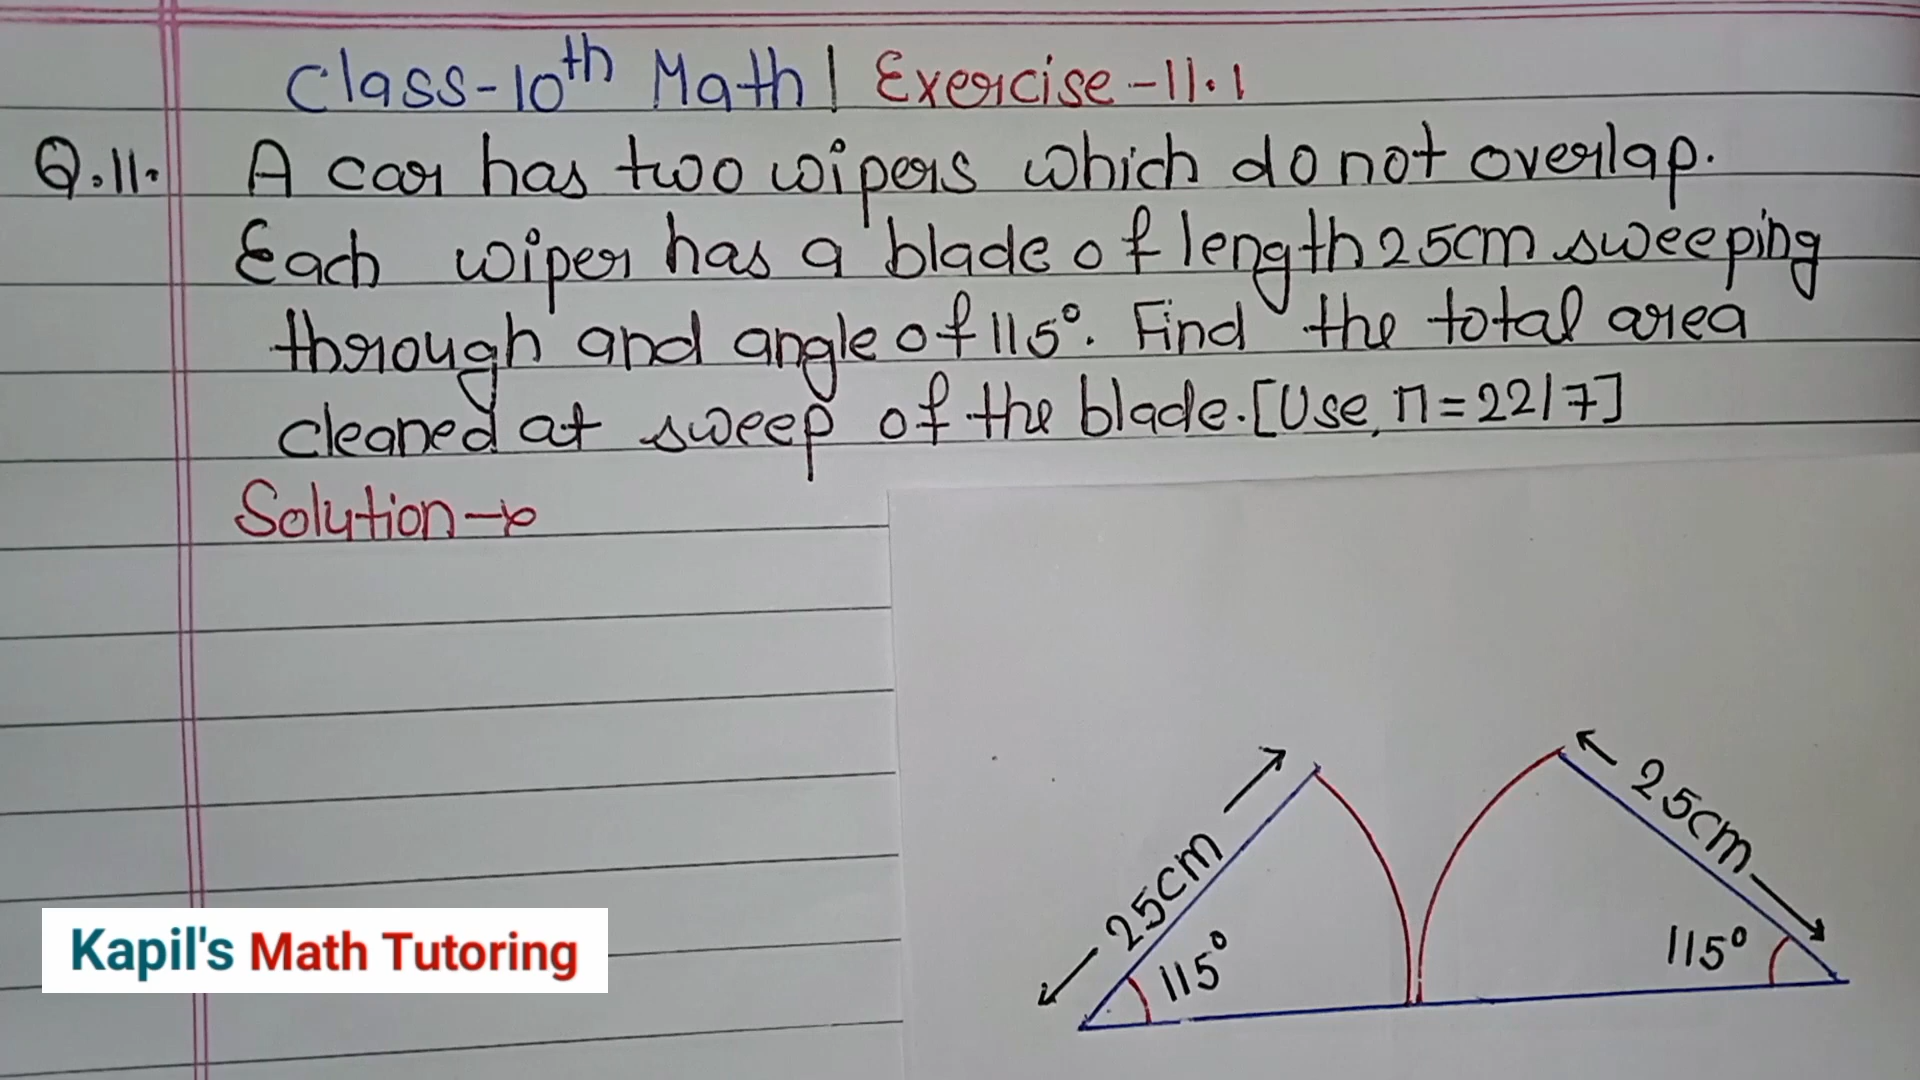 Class-10th Math | Exercise-11.1
Q.11. A car has two wipers which do not overlap.
Each wiper has a blade of length 25cm sweeping
through and angle of 115°. Find the total area
cleaned at sweep of the blade. [Use, π=22/7]
Solution→
25cm
115°
25cm
115°
Kapil's Math Tutoring